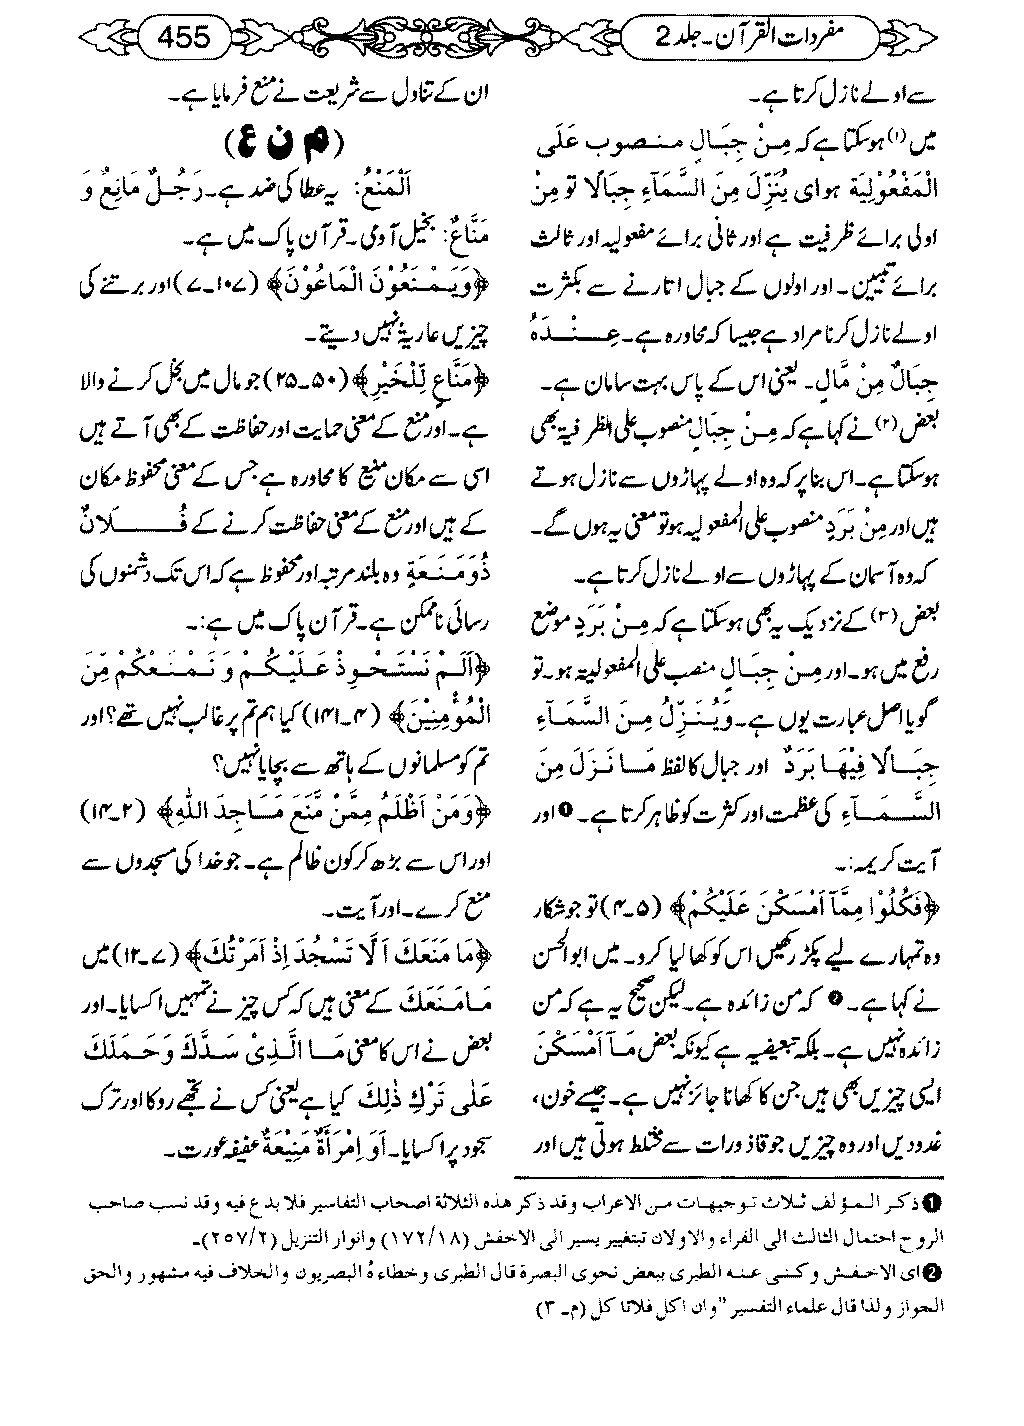 مفردات القرآن۔ جلد 2
455
سے اولے نازل کرتا ہے۔
میں (۱) ہوسکتا ہے کہ مِنْ جِبَالٍ منصوب عَلَی
الْمَفْعُوْلِیَة ہو ای یُنَزِّلُ مِنَ السَّمَآءِ جِبَالًا تو مِنْ
اولی برائے ظرفیت ہے اور ثانی برائے مفعولیہ اور ثالث
برائے تبیین۔ اور اولوں کے جبال اتارنے سے بکثرت
اولے نازل کرنا مراد ہے جیسا کہ محاورہ ہے۔ عِنْدَهٗ
جِبَالٌ مِنْ مَّالٍ۔ یعنی اس کے پاس بہت سامان ہے۔
بعض (۲) نے کہا ہے کہ مِنْ جِبَالٍ منصوب علی الظرفیة بھی
ہوسکتا ہے۔ اس بنا پر کہ وہ اولے پہاڑوں سے نازل ہوتے
ہیں اور مِنْ بَرَدٍ منصوب علی المفعولیہ ہو تو معنی یہ ہوں گے۔
کہ وہ آسمان کے پہاڑوں سے اولے نازل کرتا ہے۔
بعض (۳) کے نزدیک یہ بھی ہوسکتا ہے کہ مِنْ بَرَدٍ موضع
رفع میں ہو۔ اور مِنْ جِبَالٍ منصب علی المفعولیة ہو۔ تو
گویا اصل عبارت یوں ہے۔ وَیُنَزِّلُ مِنَ السَّمَآءِ
جِبَالًا فِیْهَا بَرَدٌ اور جبال کا لفظ مَا نَزَلَ مِنَ
السَّمَآءِ کی عظمت اور کثرت کو ظاہر کرتا ہے۔ ❶ اور
آیت کریمہ:۔
﴿فَکُلُوْا مِمَّآ اَمْسَکْنَ عَلَیْکُمْ﴾ (۵۔۴) تو جو شکار
وہ تمہارے لیے پکڑ رکھیں اس کو کھا لیا کرو۔ میں ابوالحسن
نے کہا ہے۔ ❷ کہ من زائدہ ہے۔ لیکن صحیح یہ ہے کہ من
زائدہ نہیں ہے۔ بلکہ تبعیضیہ ہے کیونکہ بعض مَآ اَمْسَکْنَ
ایسی چیزیں بھی ہیں جن کا کھانا جائز نہیں ہے۔ جیسے خون،
غدودیں اور وہ چیزیں جو قاذورات سے مختلط ہوتی ہیں اور
ان کے تناول سے شریعت نے منع فرمایا ہے۔
(م ن ع)
اَلْمَنْعُ: یہ عطا کی ضد ہے۔ رَجُلٌ مَانِعٌ وَ
مَنَّاعٌ: بخیل آدمی۔ قرآن پاک میں ہے۔
﴿وَیَمْنَعُوْنَ الْمَاعُوْنَ﴾ (۱۰۷۔۷) اور برتنے کی
چیزیں عاریۃً نہیں دیتے۔
﴿مَنَّاعٍ لِّلْخَیْرِ﴾ (۵۰۔۲۵) جو مال میں بخل کرنے والا
ہے۔ اور منع کے معنی حمایت اور حفاظت کے بھی آتے ہیں
اسی سے مکان منیع کا محاورہ ہے جس کے معنی محفوظ مکان
کے ہیں اور منع کے معنی حفاظت کرنے کے فُلَانٌ
ذُوْمَنَعَةٍ وہ بلند مرتبہ اور محفوظ ہے کہ اس تک دشمنوں کی
رسائی ناممکن ہے۔ قرآن پاک میں ہے:۔
﴿اَلَمْ نَسْتَحْوِذْ عَلَیْکُمْ وَ نَمْنَعْکُمْ مِّنَ
الْمُؤْمِنِیْنَ﴾ (۴۔۱۴۱) کیا ہم تم پر غالب نہیں تھے؟ اور
تم کو مسلمانوں کے ہاتھ سے بچایا نہیں؟
﴿وَمَنْ اَظْلَمُ مِمَّنْ مَّنَعَ مَسَاجِدَ اللّٰهِ﴾ (۲۔۱۱۴)
اور اس سے بڑھ کر کون ظالم ہے۔ جو خدا کی مسجدوں سے
منع کرے۔ اور آیت۔
﴿مَا مَنَعَكَ اَلَّا تَسْجُدَ اِذْ اَمَرْتُكَ﴾ (۷۔۱۲) میں
مَامَنَعَكَ کے معنی ہیں کہ کس چیز نے تمہیں اکسایا۔ اور
بعض نے اس کا معنی مَا الَّذِیْ سَدَّكَ وَحَمَلَكَ
عَلٰی تَرْكِ ذٰلِكَ کیا ہے یعنی کس نے تجھے روکا اور ترک
سجود پر اکسایا۔ اَو اِمْرَأَةٌ مَنِیْعَةٌ عفیفہ عورت۔
❶ ذکر المؤلف ثلاث توجیهات من الاعراب وقد ذکر هذه الثلاثة اصحاب التفاسیر فلا بدع فیه وقد نسب صاحب
الروح احتمال الثالث الی الفراء والاولان بتغییر یسیر الی الاخفش (۱۷۲/۱۸) وانوار التنزیل (۲۵۷/۲)۔
❷ ای الاخفش وکنی عنه الطبری ببعض نحوی البصرة قال الطبری وخطاءهُ البصریون والخلاف فیه مشهور والحق
الجواز ولذا قال علماء التفسیر "وان اکل فلاتا کل (م۔ ۳)